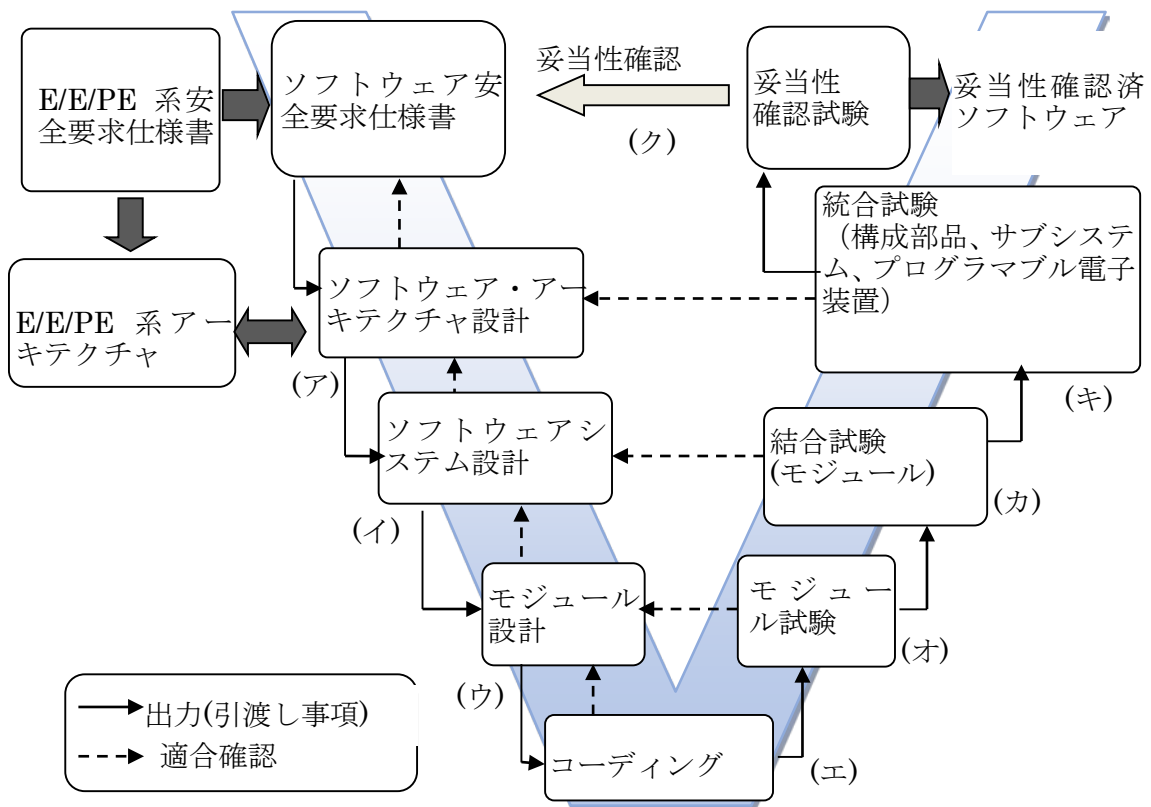 E/E/PE 系安
全要求仕様書
ソフトウェア安
全要求仕様書
妥当性確認
(ク)
妥当性
確認試験
妥当性確認済
ソフトウェア
統合試験
（構成部品、サブシステ
ム、プログラマブル電子
装置）
E/E/PE 系アー
キテクチャ
ソフトウェア・アー
キテクチャ設計
(ア)
(キ)
ソフトウェアシ
ステム設計
結合試験
(モジュール)
(イ)
(カ)
モジュール
設計
モジュー
ル試験
(ウ)
(オ)
コーディング
(エ)
出力(引渡し事項)
適合確認